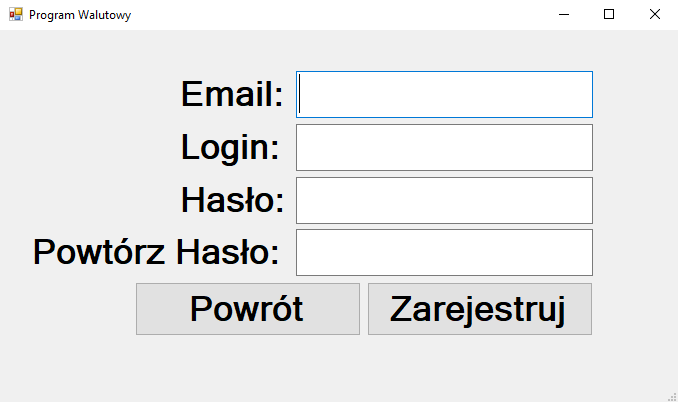 Program Walutowy
Email:
Login:
Hasło:
Powtórz Hasło:
Powrót Zarejestruj